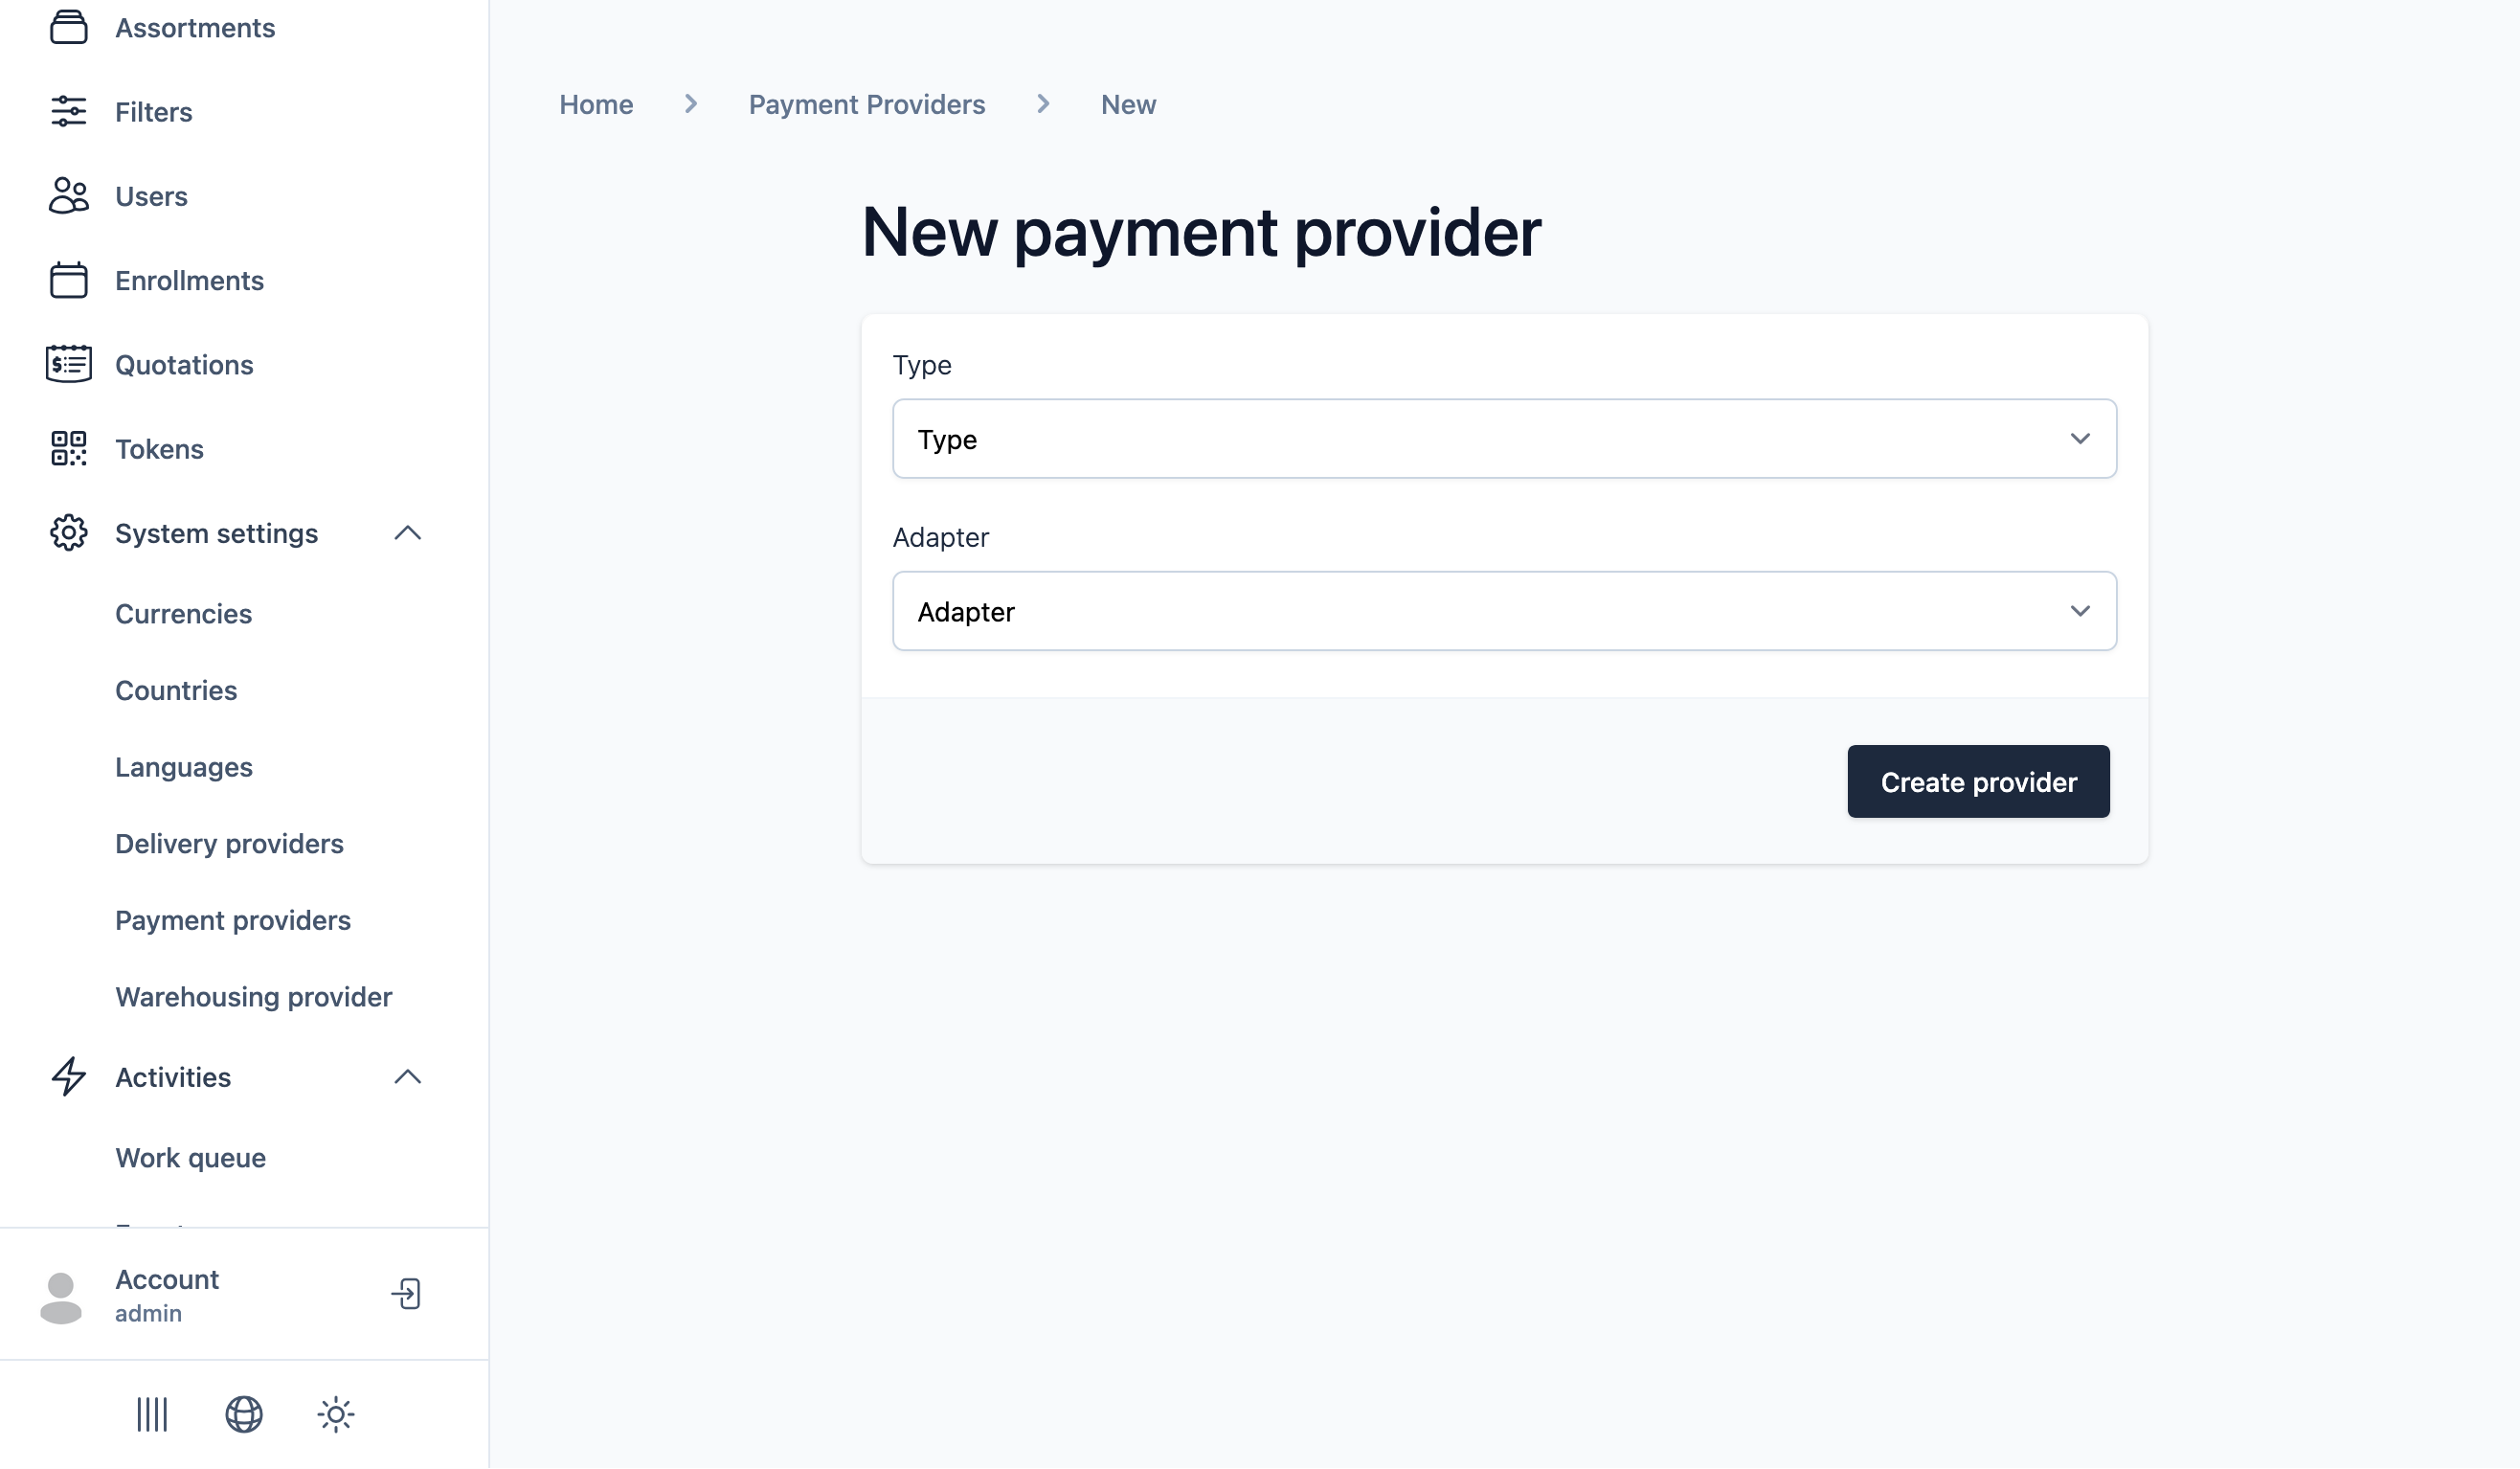 Assortments
Filters
Users
Enrollments
Quotations
Tokens
System settings
Currencies
Countries
Languages
Delivery providers
Payment providers
Warehousing provider
Activities
Work queue
Account
admin
Home > Payment Providers > New
New payment provider
Type
Type
Adapter
Adapter
Create provider